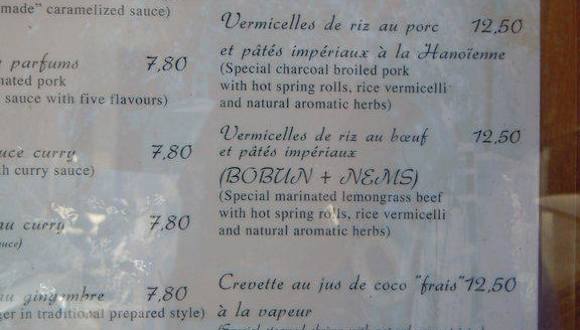 made" caramelized sauce)
parfums 7,80
pork
sauce with five flavours)
curry 7,80
curry sauce)
au curry 7,80
sauce)
au gingembre 7,80
in traditional prepared style)
Vermicelles de riz au porc 12,50
et pâtés impériaux à la Hanoïenne
(Special charcoal broiled pork
with hot spring rolls, rice vermicelli
and natural aromatic herbs)
Vermicelles de riz au bœuf 12,50
et pâtés impériaux
(BOBUN + NEMS)
(Special marinated lemongrass beef
with hot spring rolls, rice vermicelli
and natural aromatic herbs)
Crevette au jus de coco "frais" 12,50
à la vapeur